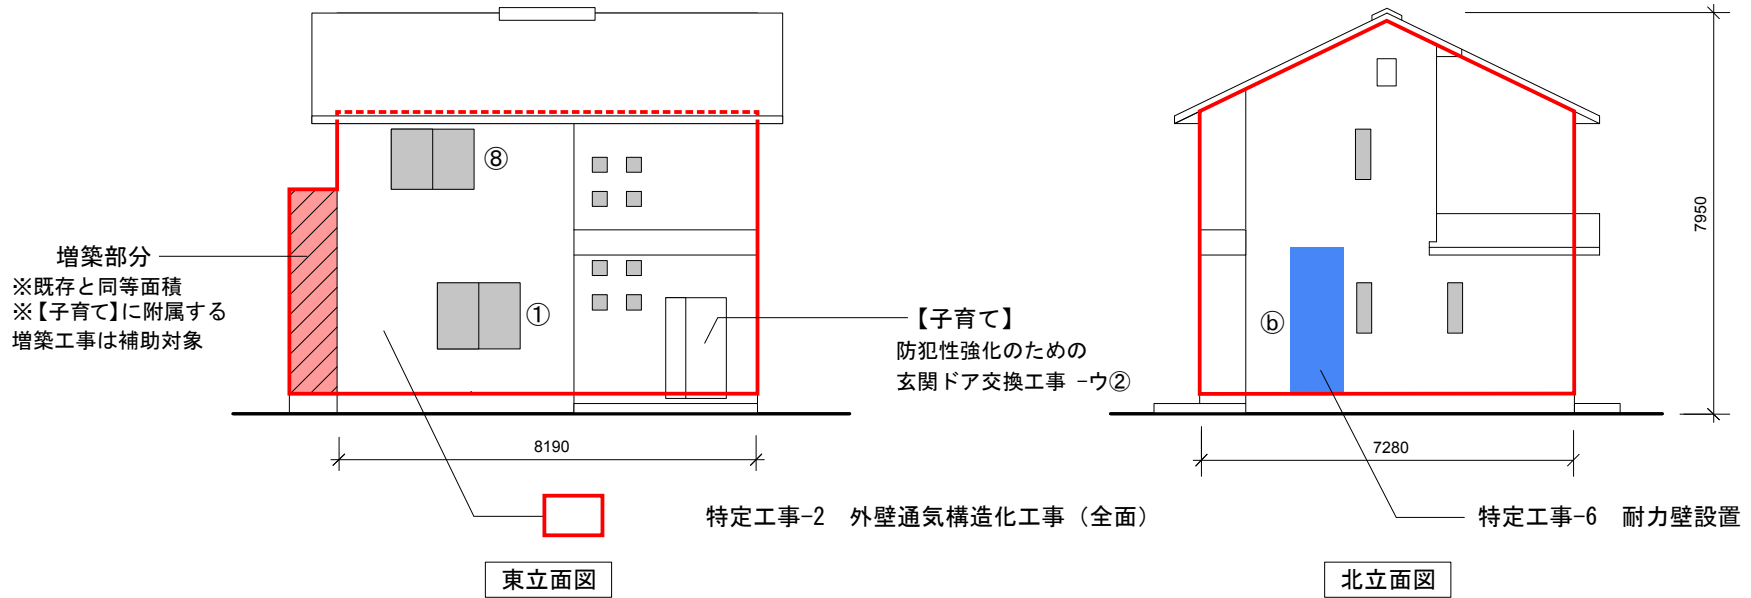 ⑧
①
増築部分
※既存と同等面積
※【子育て】に附属する
増築工事は補助対象
【子育て】
防犯性強化のための
玄関ドア交換工事 -ウ②
8190
特定工事-2 外壁通気構造化工事(全面)
東立面図
ⓑ
7950
7280
特定工事-6 耐力壁設置
北立面図